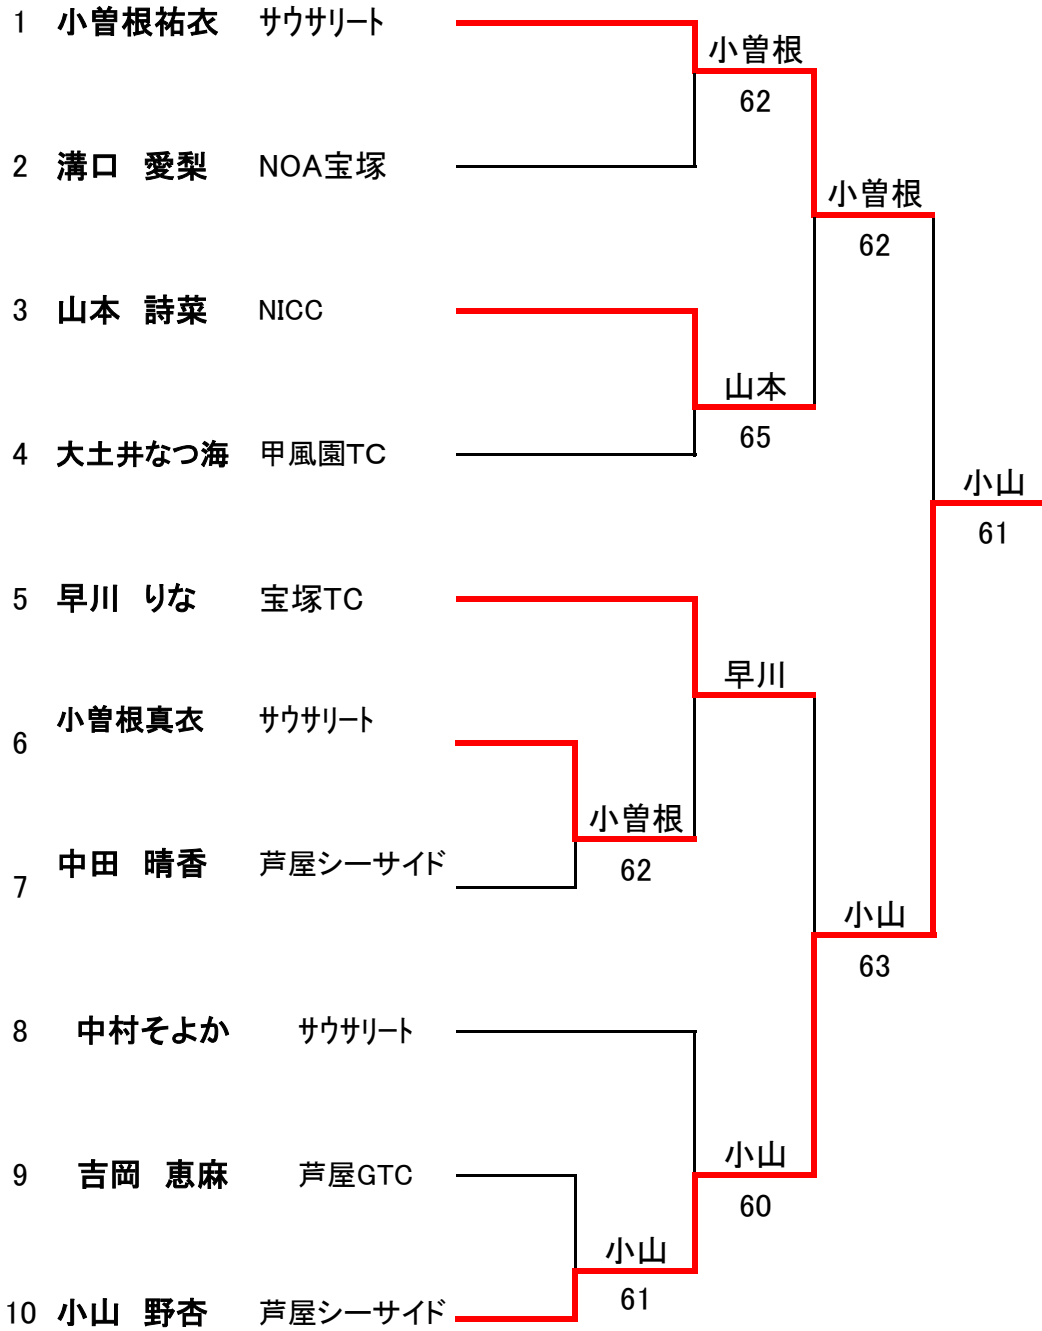 1 小曽根祐衣 サウサリート
小曽根
62
2 溝口 愛梨 NOA宝塚
小曽根
62
3 山本 詩菜 NICC
山本
65
4 大土井なつ海 甲風園TC
小山
61
5 早川 りな 宝塚TC
早川
6 小曽根真衣 サウサリート
小曽根
62
7 中田 晴香 芦屋シーサイド
小山
63
8 中村そよか サウサリート
9 吉岡 恵麻 芦屋GTC
小山
60
小山
61
10 小山 野杏 芦屋シーサイド